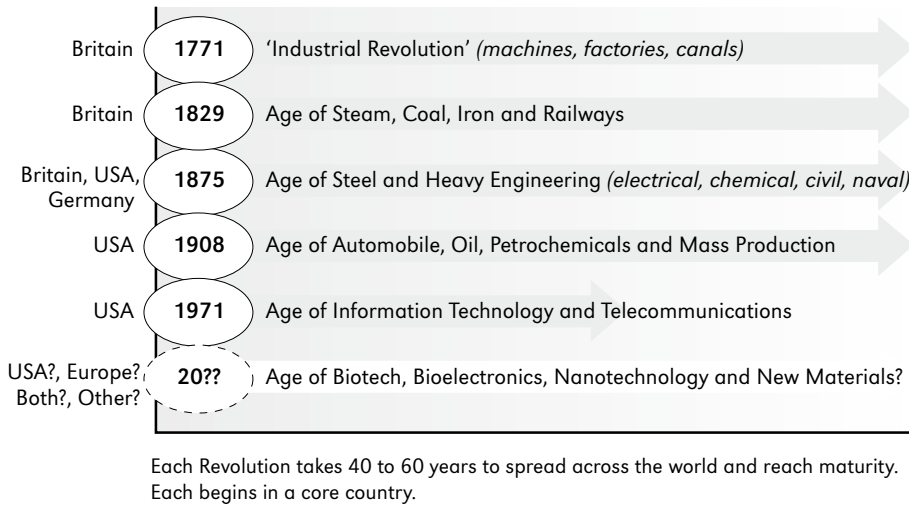 Britain 1771 ‘Industrial Revolution’ (machines, factories, canals)
Britain 1829 Age of Steam, Coal, Iron and Railways
Britain, USA,
Germany 1875 Age of Steel and Heavy Engineering (electrical, chemical, civil, naval)
USA 1908 Age of Automobile, Oil, Petrochemicals and Mass Production
USA 1971 Age of Information Technology and Telecommunications
USA?, Europe?
Both?, Other? 20?? Age of Biotech, Bioelectronics, Nanotechnology and New Materials?
Each Revolution takes 40 to 60 years to spread across the world and reach maturity.
Each begins in a core country.